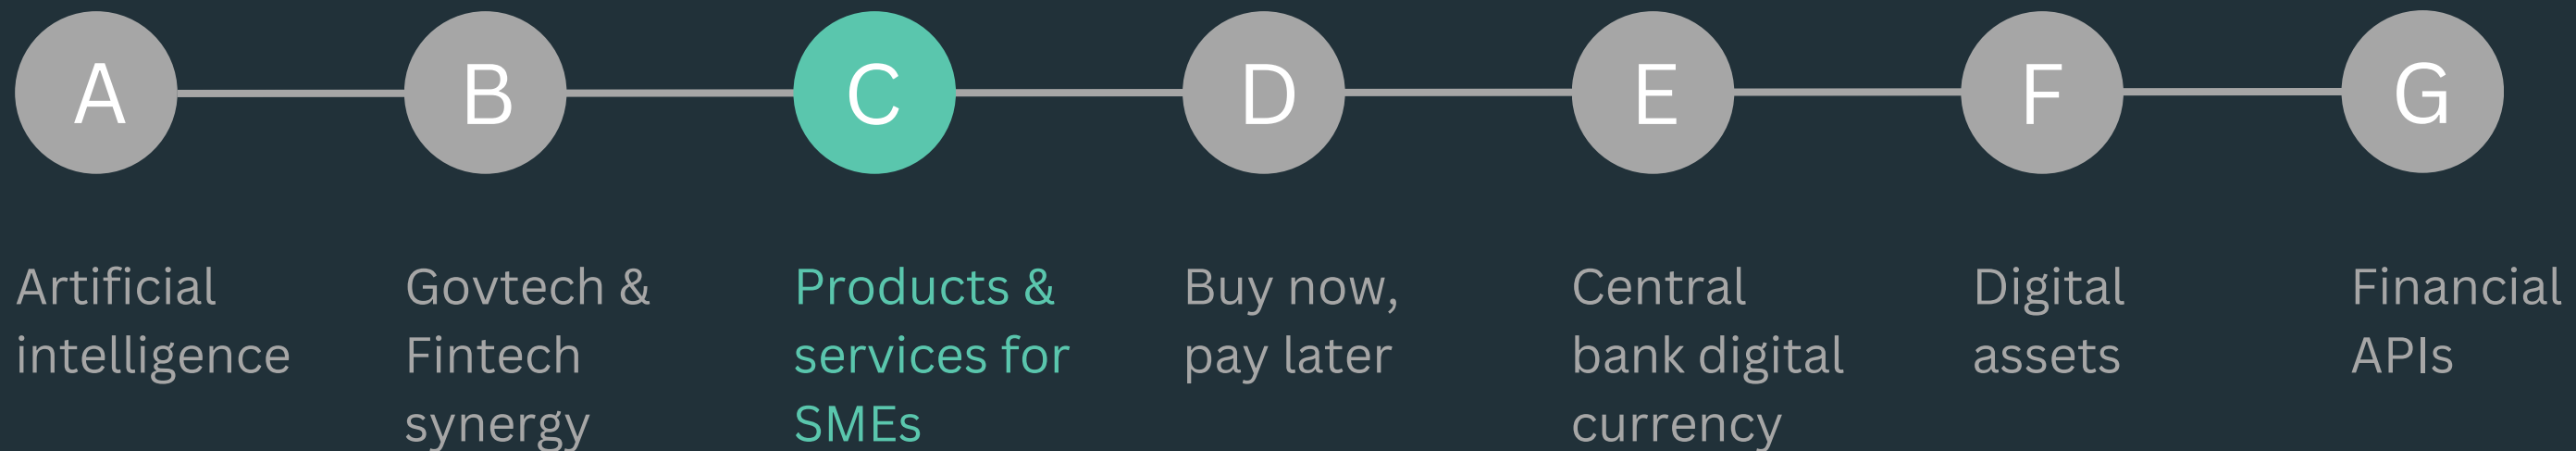 A
B
C
D
E
F
G
Artificial
intelligence
Govtech &
Fintech
synergy
Products &
services for
SMEs
Buy now,
pay later
Central
bank digital
currency
Digital
assets
Financial
APIs